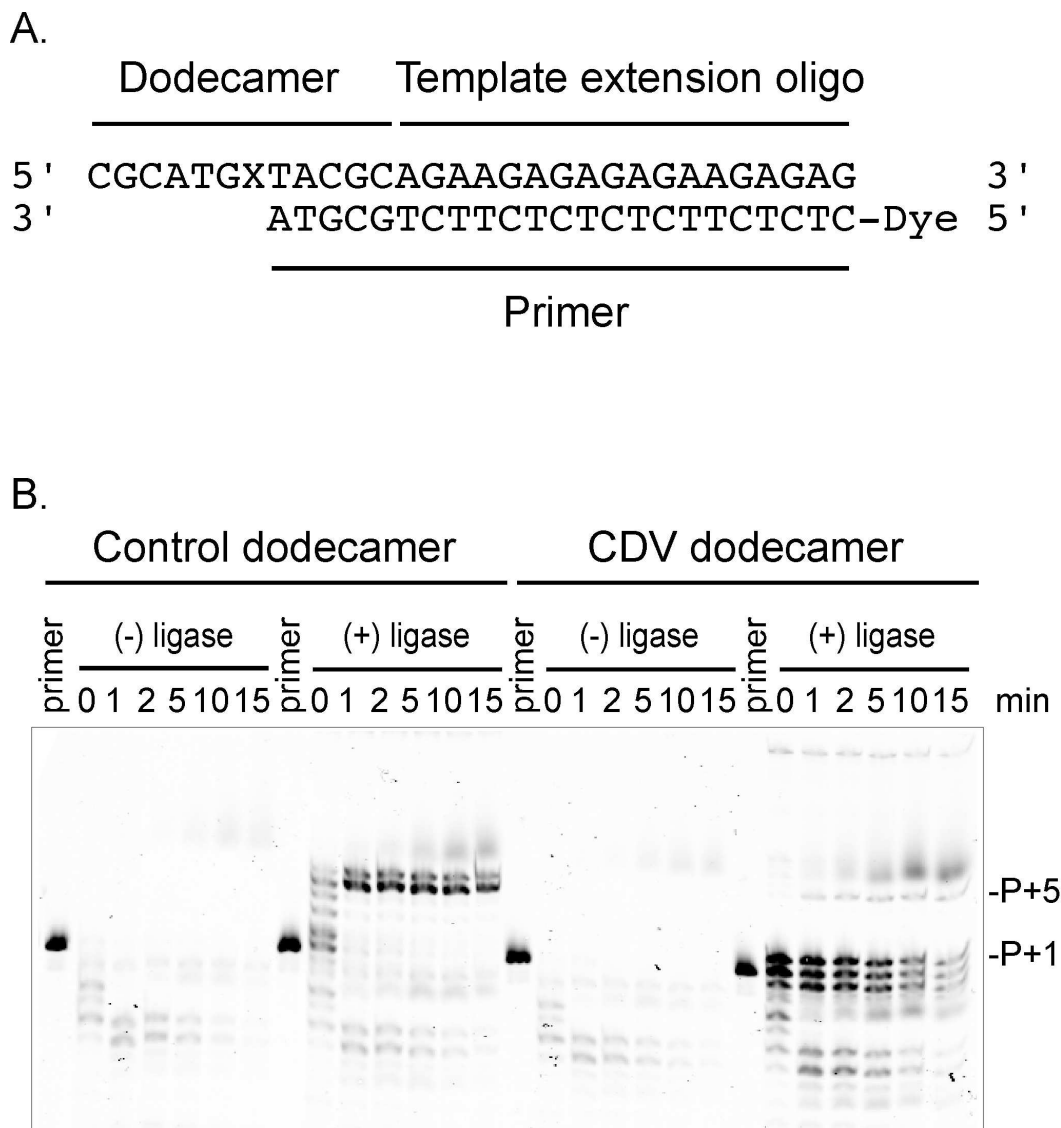 A.
Dodecamer Template extension oligo
5' CGCATGXTACGCAGAAGAGAGAGAAGAGAG 3'
3' ATGCGTCTTCTCTCTCTTCTCTC-Dye 5'
Primer
B.
Control dodecamer CDV dodecamer
primer (-) ligase primer (+) ligase primer (-) ligase primer (+) ligase
0 1 2 5 10 15 0 1 2 5 10 15 0 1 2 5 10 15 0 1 2 5 10 15 min
-P+5
-P+1